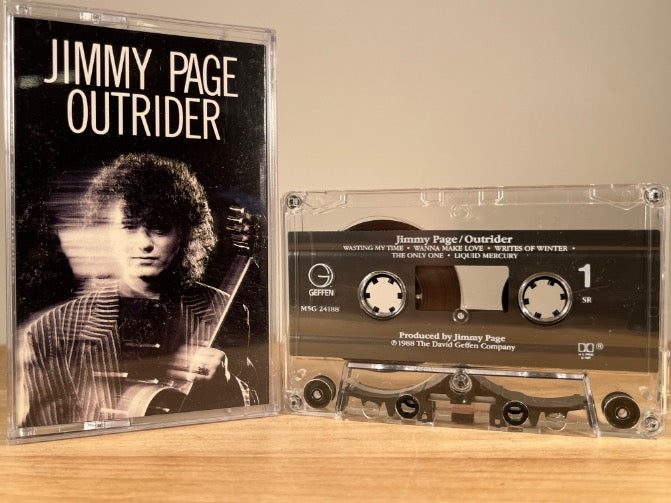 JIMMY PAGE
OUTRIDER
Jimmy Page/Outrider
WASTING MY TIME • WANNA MAKE LOVE • WRITES OF WINTER •
THE ONLY ONE • LIQUID MERCURY
GEFFEN
M5G 24188
1
SR
Produced by Jimmy Page
℗1988 The David Geffen Company